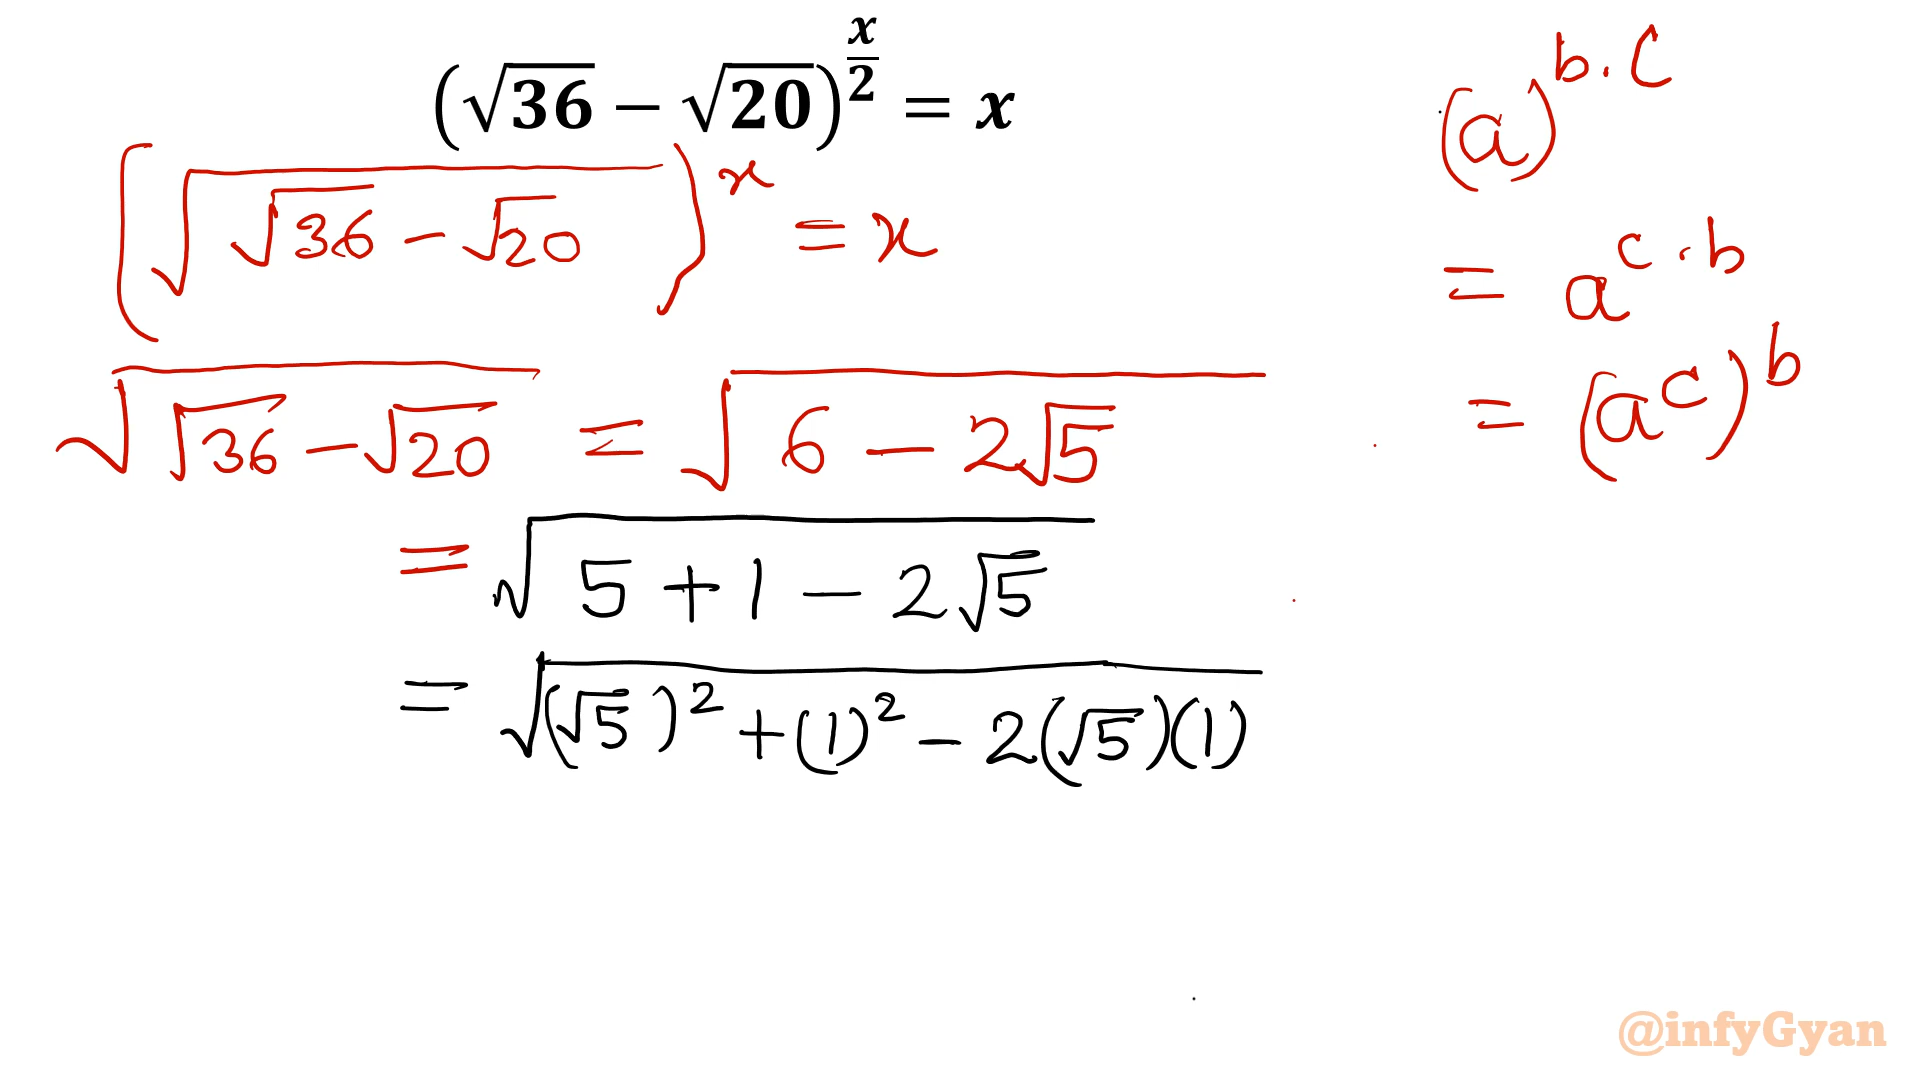 (√36 − √20)^(x/2) = x
(√(√36 − √20))^x = x
√(√36 − √20) = √(6 − 2√5)
= √(5 + 1 − 2√5)
= √((√5)² + (1)² − 2(√5)(1))
(a)^(b·c)
= a^(c·b)
= (a^c)^b
@infyGyan